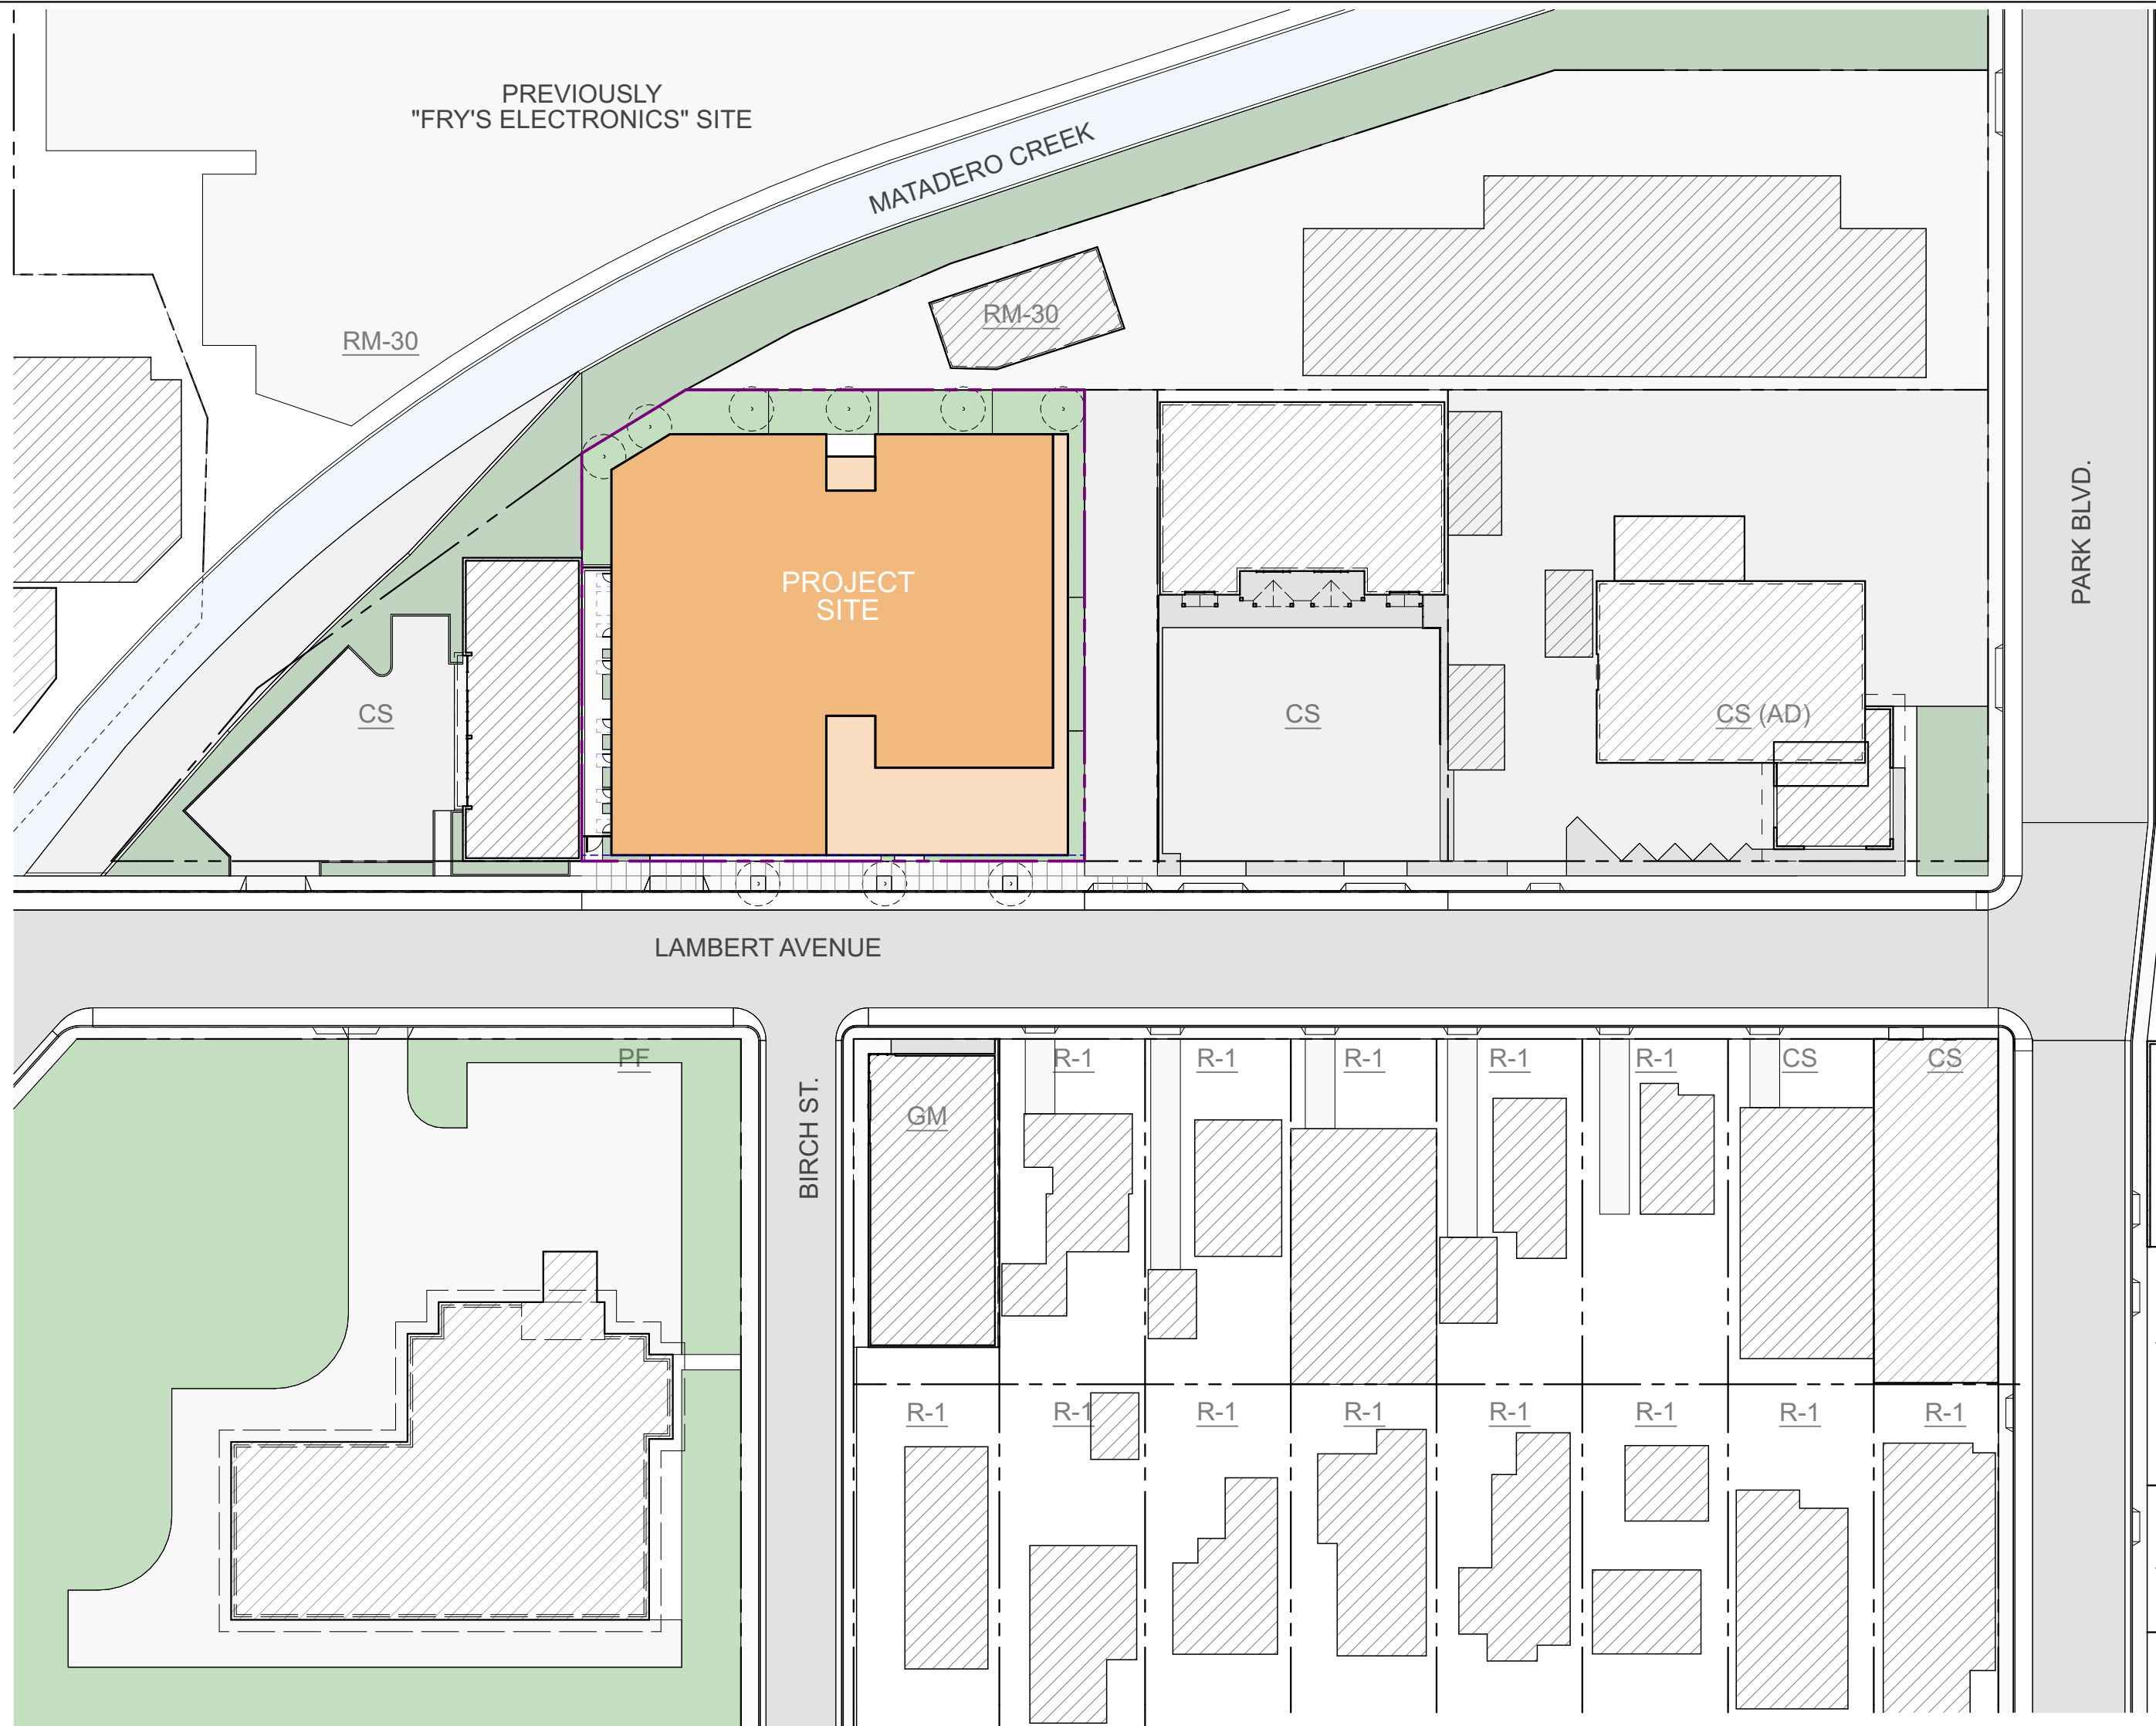 PREVIOUSLY
"FRY'S ELECTRONICS" SITE
MATADERO CREEK
RM-30
RM-30
PROJECT
SITE
PARK BLVD.
CS
CS
CS (AD)
LAMBERT AVENUE
PF
BIRCH ST.
GM
R-1
R-1
R-1
R-1
R-1
CS
CS
R-1
R-1
R-1
R-1
R-1
R-1
R-1
R-1